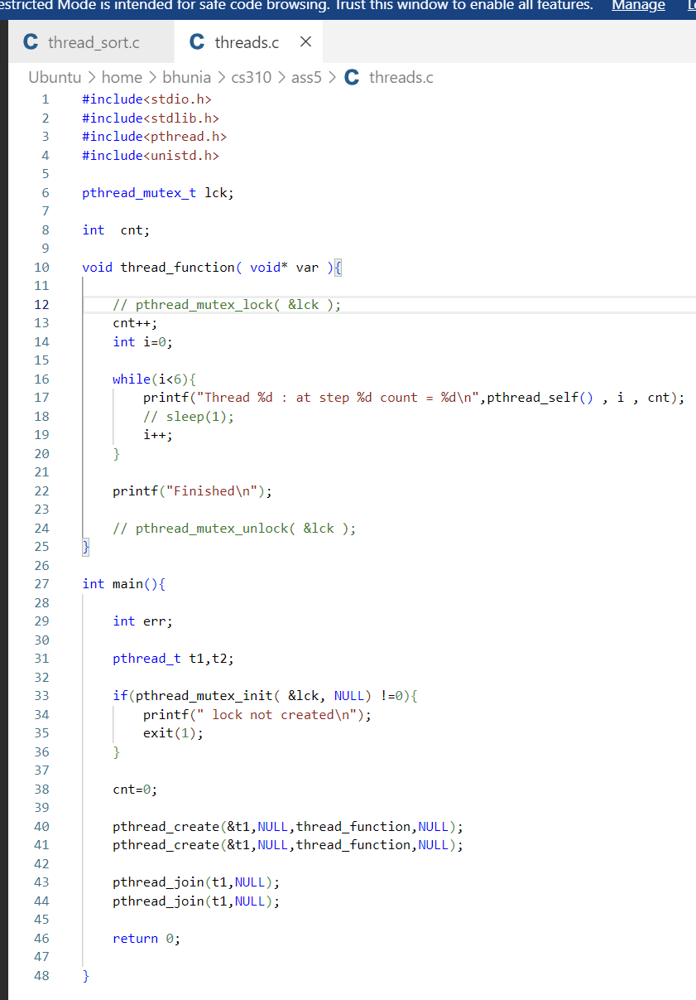 estricted Mode is intended for safe code browsing. Trust this window to enable all features. Manage
C thread_sort.c C threads.c ×
Ubuntu > home > bhunia > cs310 > ass5 > C threads.c
1 #include<stdio.h>
2 #include<stdlib.h>
3 #include<pthread.h>
4 #include<unistd.h>
5
6 pthread_mutex_t lck;
7
8 int  cnt;
9
10 void thread_function( void* var ){
11
12     // pthread_mutex_lock( &lck );
13     cnt++;
14     int i=0;
15
16     while(i<6){
17         printf("Thread %d : at step %d count = %d\n",pthread_self() , i , cnt);
18         // sleep(1);
19         i++;
20     }
21
22     printf("Finished\n");
23
24     // pthread_mutex_unlock( &lck );
25 }
26
27 int main(){
28
29     int err;
30
31     pthread_t t1,t2;
32
33     if(pthread_mutex_init( &lck, NULL) !=0){
34         printf(" lock not created\n");
35         exit(1);
36     }
37
38     cnt=0;
39
40     pthread_create(&t1,NULL,thread_function,NULL);
41     pthread_create(&t1,NULL,thread_function,NULL);
42
43     pthread_join(t1,NULL);
44     pthread_join(t1,NULL);
45
46     return 0;
47
48 }